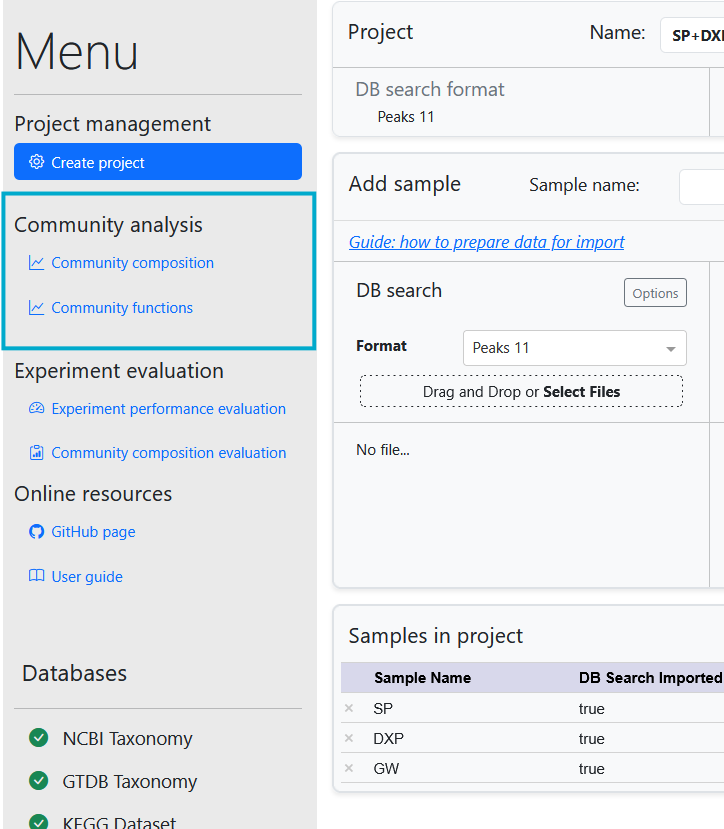 Menu
Project management
Create project
Community analysis
Community composition
Community functions
Experiment evaluation
Experiment performance evaluation
Community composition evaluation
Online resources
GitHub page
User guide
Databases
NCBI Taxonomy
GTDB Taxonomy
KEGG Dataset
Project
Name:
SP+DXP
DB search format
Peaks 11
Add sample
Sample name:
Guide: how to prepare data for import
DB search
Options
Format
Peaks 11
Drag and Drop or Select Files
No file...
Samples in project
Sample Name DB Search Imported
SP true
DXP true
GW true